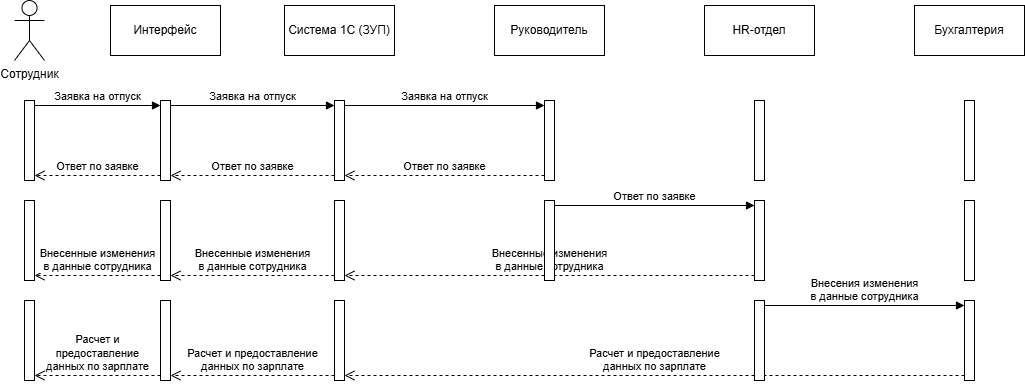 Интерфейс
Система 1С (ЗУП)
Руководитель
HR-отдел
Бухгалтерия
Сотрудник
Заявка на отпуск
Заявка на отпуск
Заявка на отпуск
Ответ по заявке
Ответ по заявке
Ответ по заявке
Ответ по заявке
Внесенные изменения
в данные сотрудника
Внесенные изменения
в данные сотрудника
Внесенные изменения
в данные сотрудника
Внесения изменения
в данные сотрудника
Расчет и
предоставление
данных по зарплате
Расчет и предоставление
данных по зарплате
Расчет и предоставление
данных по зарплате